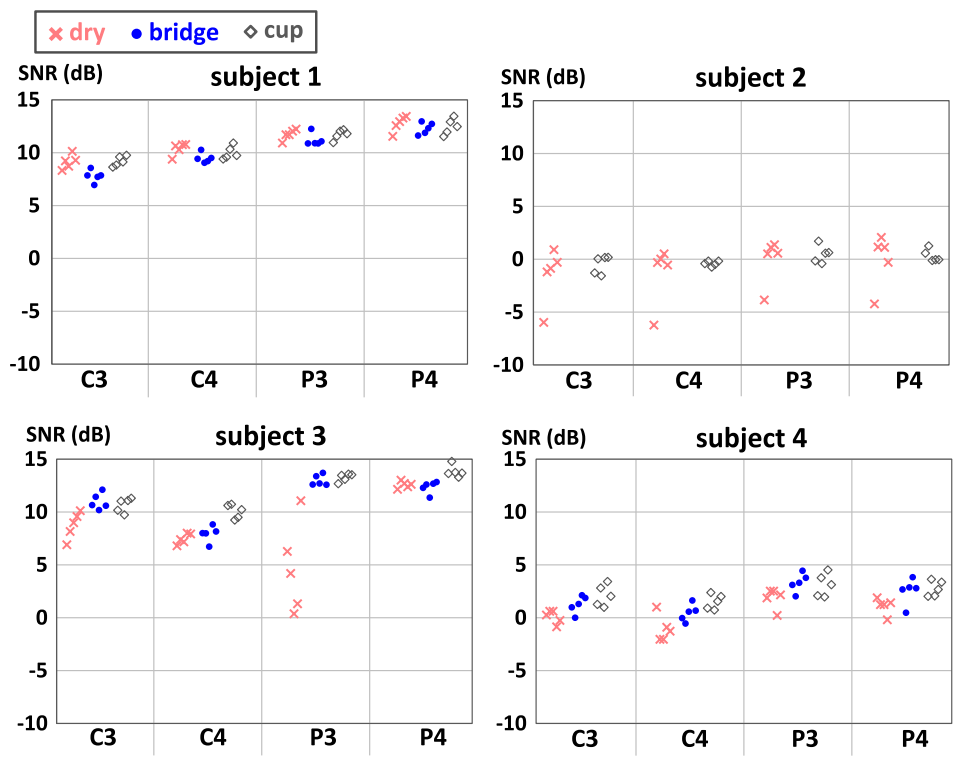 dry bridge cup
SNR (dB) subject 1
15
10
5
0
-5
-10
C3 C4 P3 P4
SNR (dB) subject 2
15
10
5
0
-5
-10
C3 C4 P3 P4
SNR (dB) subject 3
15
10
5
0
-5
-10
C3 C4 P3 P4
SNR (dB) subject 4
15
10
5
0
-5
-10
C3 C4 P3 P4